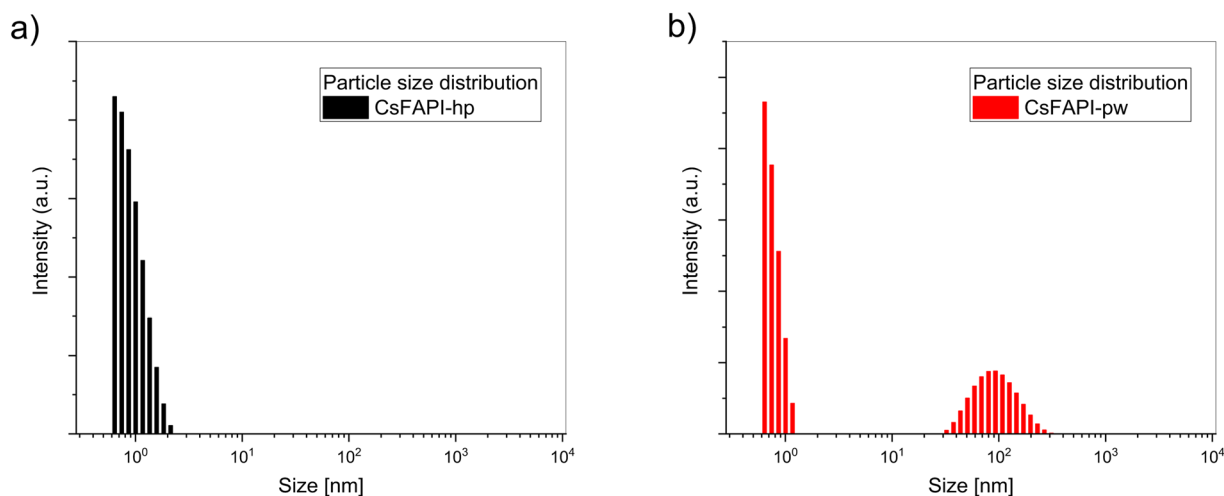 a)
Particle size distribution
CsFAPI-hp
Intensity (a.u.)
10⁰ 10¹ 10² 10³ 10⁴
Size [nm]
b)
Particle size distribution
CsFAPI-pw
Intensity (a.u.)
10⁰ 10¹ 10² 10³ 10⁴
Size [nm]